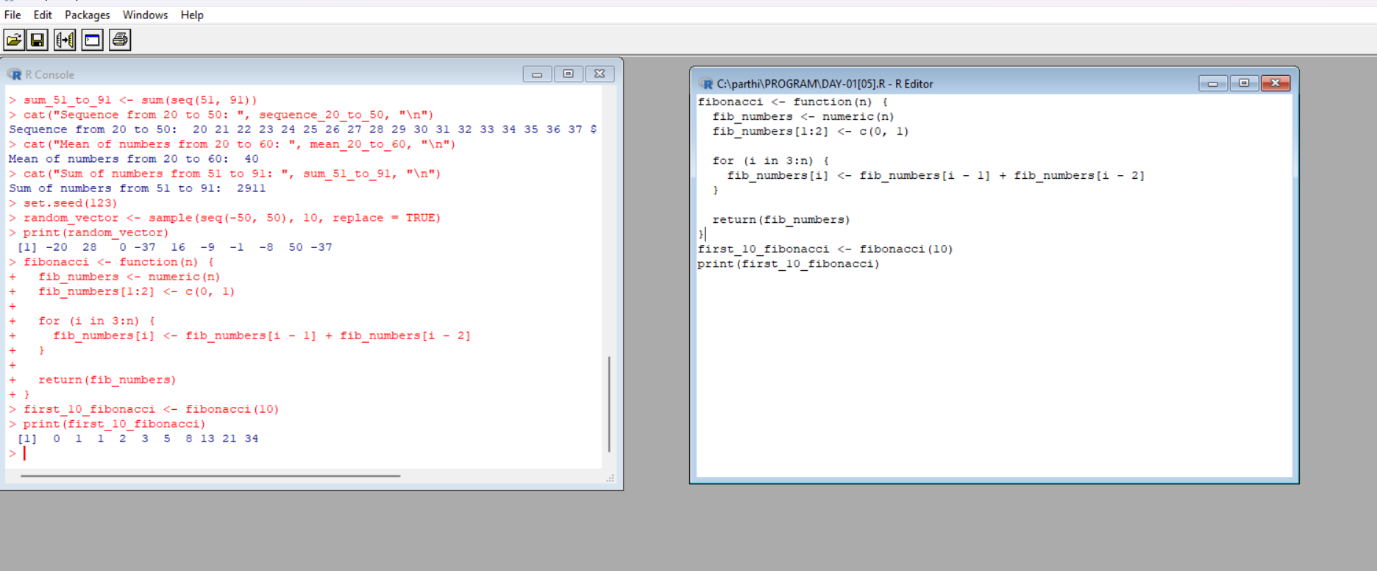 File Edit Packages Windows Help
R Console
> sum_51_to_91 <- sum(seq(51, 91))
> cat("Sequence from 20 to 50: ", sequence_20_to_50, "\n")
Sequence from 20 to 50:  20 21 22 23 24 25 26 27 28 29 30 31 32 33 34 35 36 37 $
> cat("Mean of numbers from 20 to 60: ", mean_20_to_60, "\n")
Mean of numbers from 20 to 60:  40
> cat("Sum of numbers from 51 to 91: ", sum_51_to_91, "\n")
Sum of numbers from 51 to 91:  2911
> set.seed(123)
> random_vector <- sample(seq(-50, 50), 10, replace = TRUE)
> print(random_vector)
 [1] -20  28   0 -37  16  -9  -1  -8  50 -37
> fibonacci <- function(n) {
+   fib_numbers <- numeric(n)
+   fib_numbers[1:2] <- c(0, 1)
+
+   for (i in 3:n) {
+     fib_numbers[i] <- fib_numbers[i - 1] + fib_numbers[i - 2]
+   }
+
+   return(fib_numbers)
+ }
> first_10_fibonacci <- fibonacci(10)
> print(first_10_fibonacci)
 [1]  0  1  1  2  3  5  8 13 21 34
>
C:\parthi\PROGRAM\DAY-01[05].R - R Editor
fibonacci <- function(n) {
  fib_numbers <- numeric(n)
  fib_numbers[1:2] <- c(0, 1)
  for (i in 3:n) {
    fib_numbers[i] <- fib_numbers[i - 1] + fib_numbers[i - 2]
  }
  return(fib_numbers)
}
first_10_fibonacci <- fibonacci(10)
print(first_10_fibonacci)